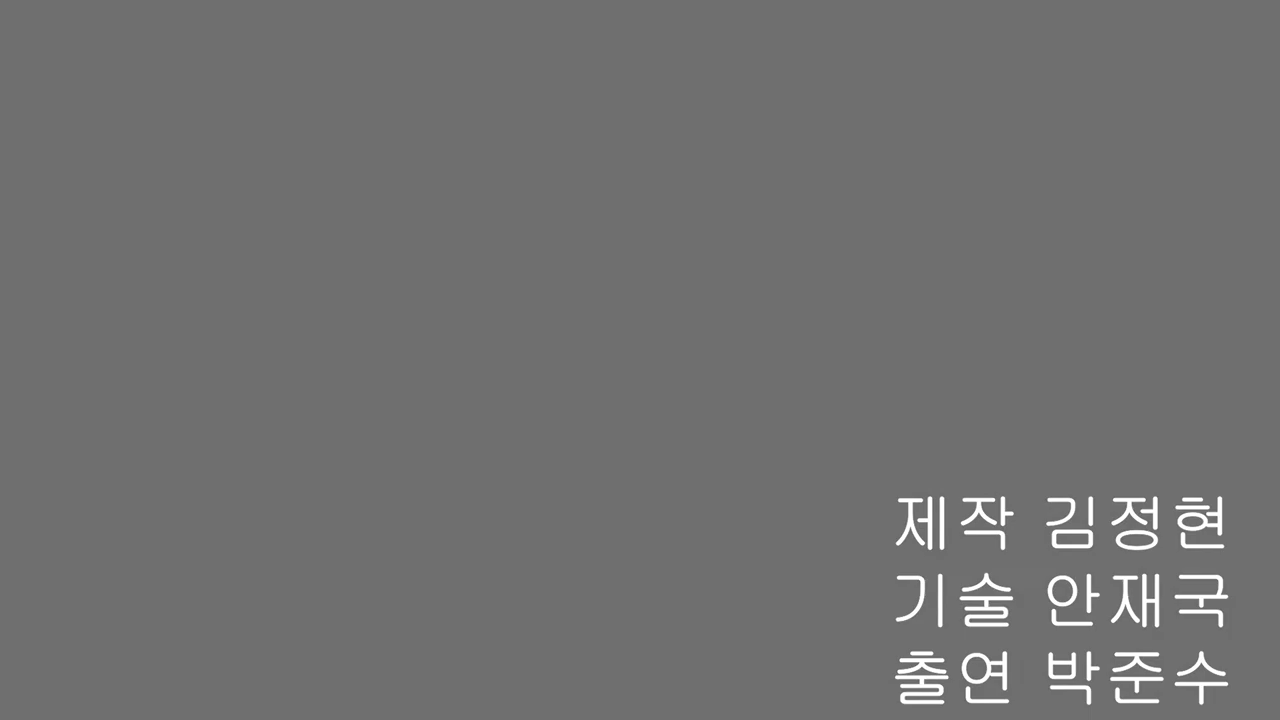 제작 김정현
기술 안재국
출연 박준수